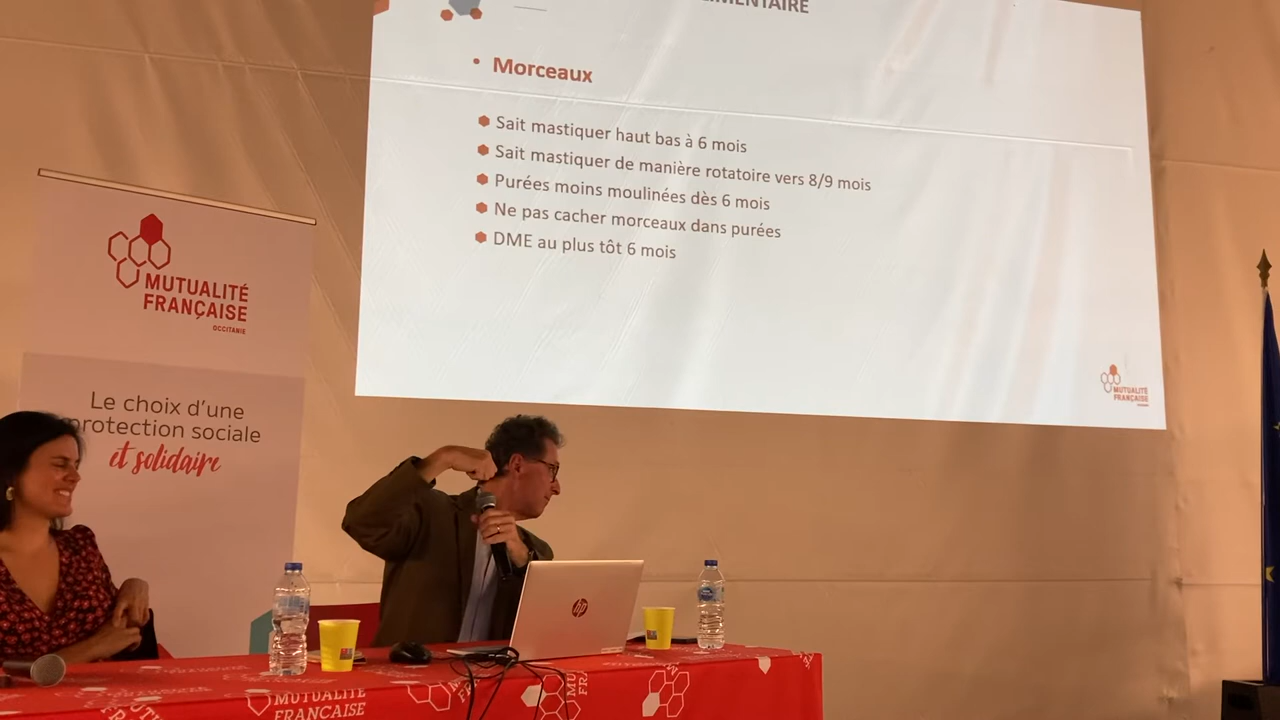 • Morceaux
Sait mastiquer haut bas à 6 mois
Sait mastiquer de manière rotatoire vers 8/9 mois
Purées moins moulinées dès 6 mois
Ne pas cacher morceaux dans purées
DME au plus tôt 6 mois
MUTUALITÉ
FRANÇAISE
MUTUALITÉ
FRANÇAISE
OCCITANIE
Le choix d'une
protection sociale
et solidaire
hp
MUTUALITÉ
FRANÇAISE